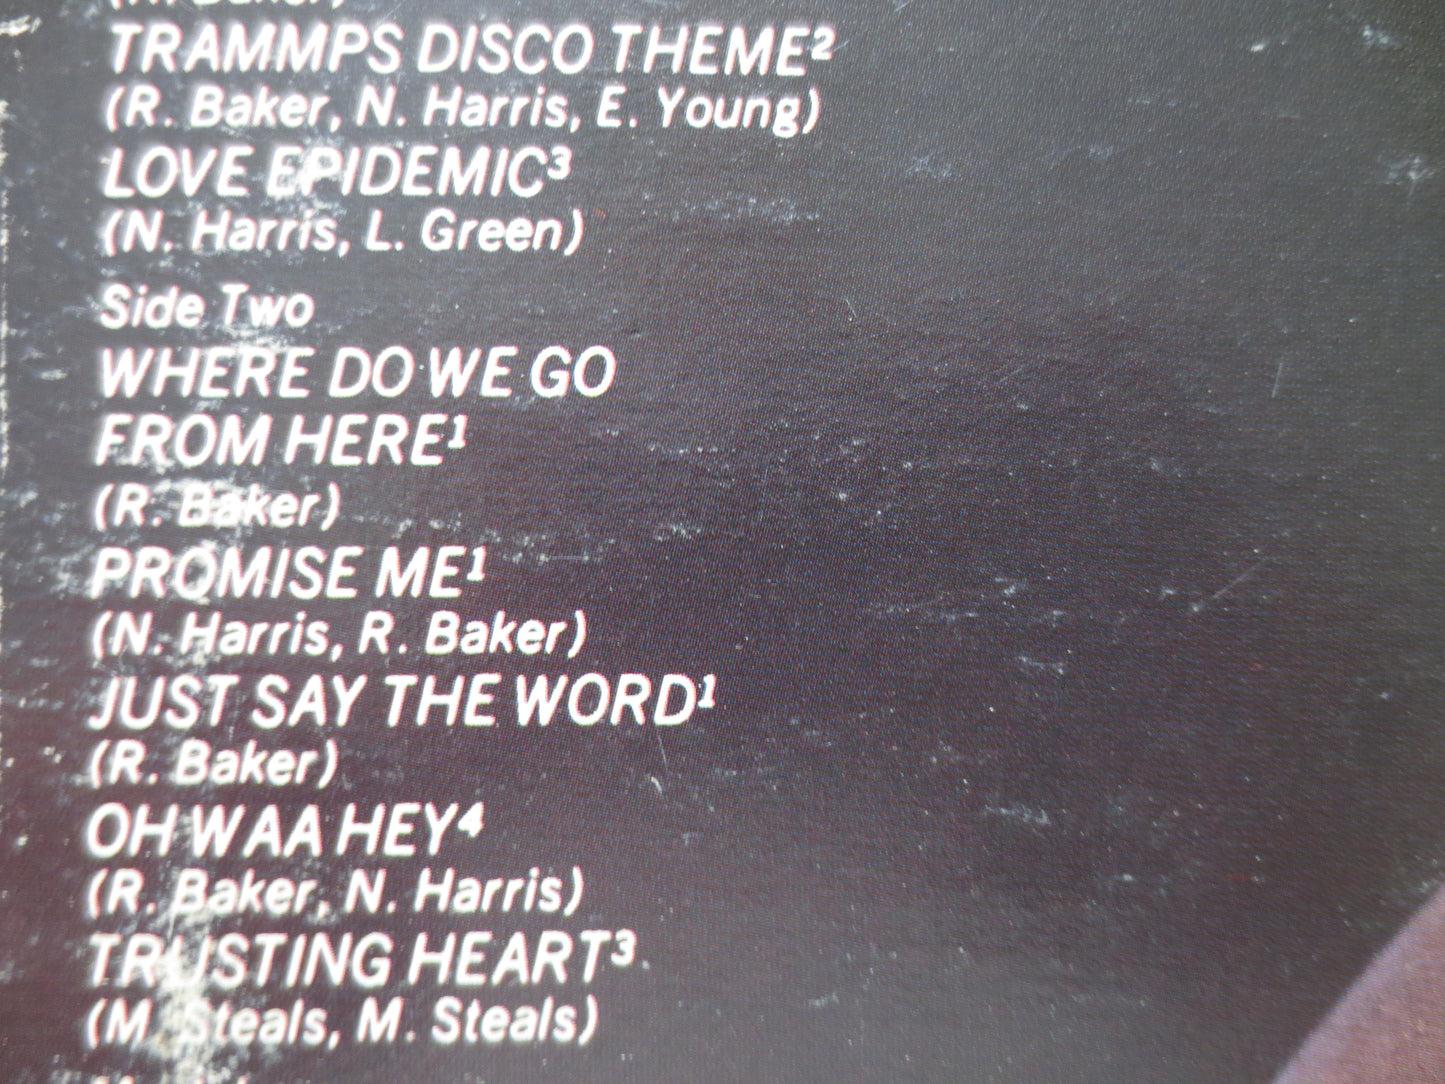 TRAMMPS DISCO THEME²
(R. Baker, N. Harris, E. Young)
LOVE EPIDEMIC³
(N. Harris, L. Green)
Side Two
WHERE DO WE GO
FROM HERE¹
(R. Baker)
PROMISE ME¹
(N. Harris, R. Baker)
JUST SAY THE WORD¹
(R. Baker)
OH WAA HEY⁴
(R. Baker, N. Harris)
TRUSTING HEART³
(M. Steals, M. Steals)